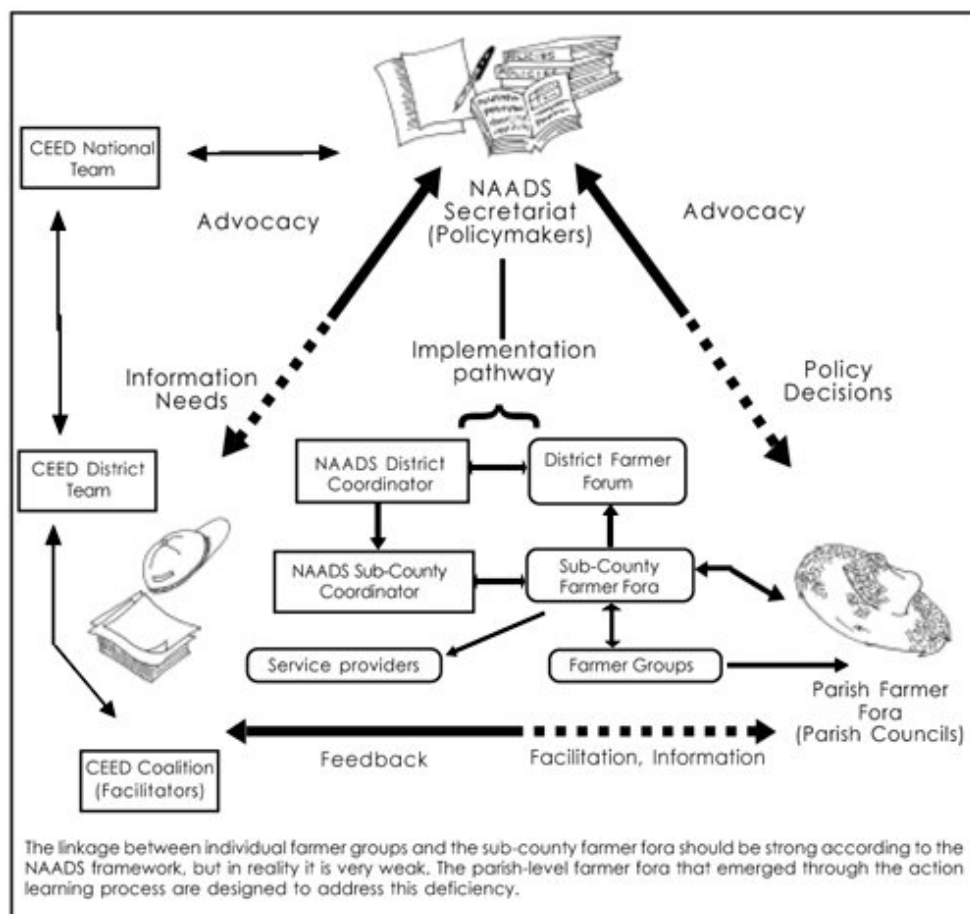 POLICIES
CEED National
Team
NAADS
Secretariat
(Policymakers)
Advocacy
Advocacy
Implementation
pathway
Information
Needs
Policy
Decisions
CEED District
Team
NAADS District
Coordinator
District Farmer
Forum
NAADS Sub-County
Coordinator
Sub-County
Farmer Fora
Service providers
Farmer Groups
Parish Farmer
Fora
(Parish Councils)
Feedback
Facilitation, Information
CEED Coalition
(Facilitators)
The linkage between individual farmer groups and the sub-county farmer fora should be strong according to the
NAADS framework, but in reality it is very weak. The parish-level farmer fora that emerged through the action
learning process are designed to address this deficiency.